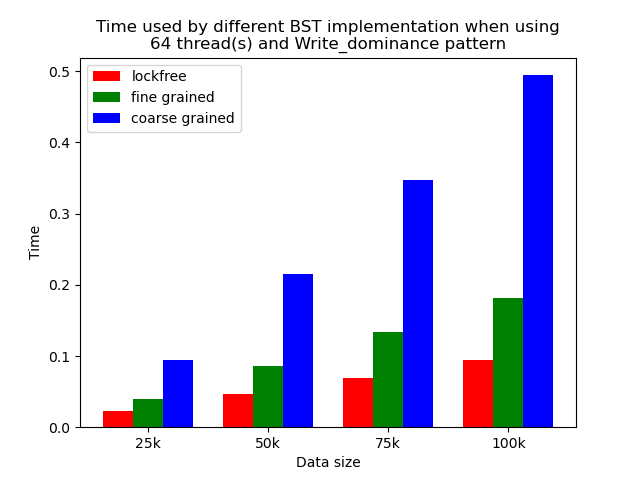 Time used by different BST implementation when using
64 thread(s) and Write_dominance pattern
lockfree
fine grained
coarse grained
0.5
0.4
0.3
0.2
0.1
0.0
Time
25k
50k
75k
100k
Data size